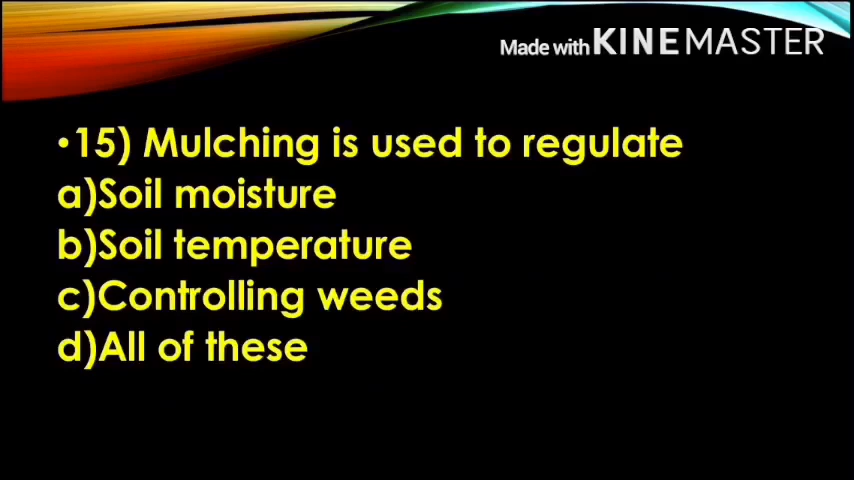 Made with KINEMASTER
•15) Mulching is used to regulate
a)Soil moisture
b)Soil temperature
c)Controlling weeds
d)All of these